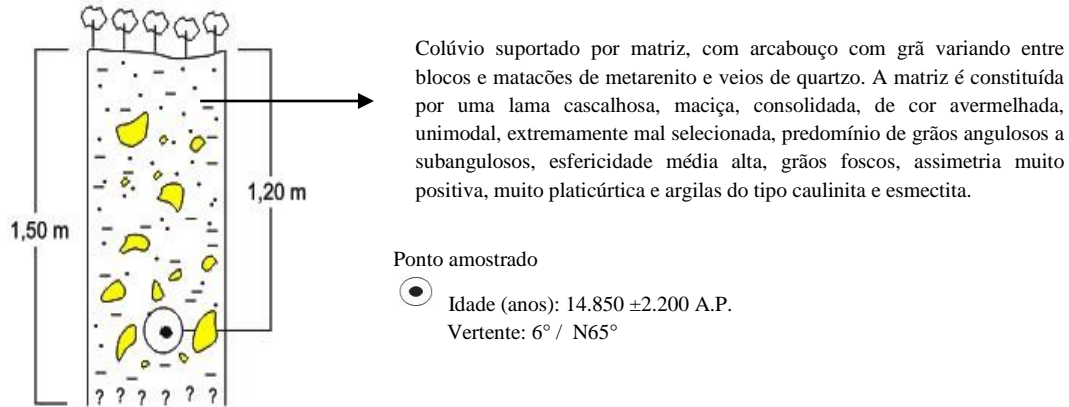 1,50 m
1,20 m
? ? ? ? ? ?
Colúvio suportado por matriz, com arcabouço com grã variando entre
blocos e matacões de metarenito e veios de quartzo. A matriz é constituída
por uma lama cascalhosa, maciça, consolidada, de cor avermelhada,
unimodal, extremamente mal selecionada, predomínio de grãos angulosos a
subangulosos, esfericidade média alta, grãos foscos, assimetria muito
positiva, muito platicúrtica e argilas do tipo caulinita e esmectita.
Ponto amostrado
Idade (anos): 14.850 ±2.200 A.P.
Vertente: 6° / N65°